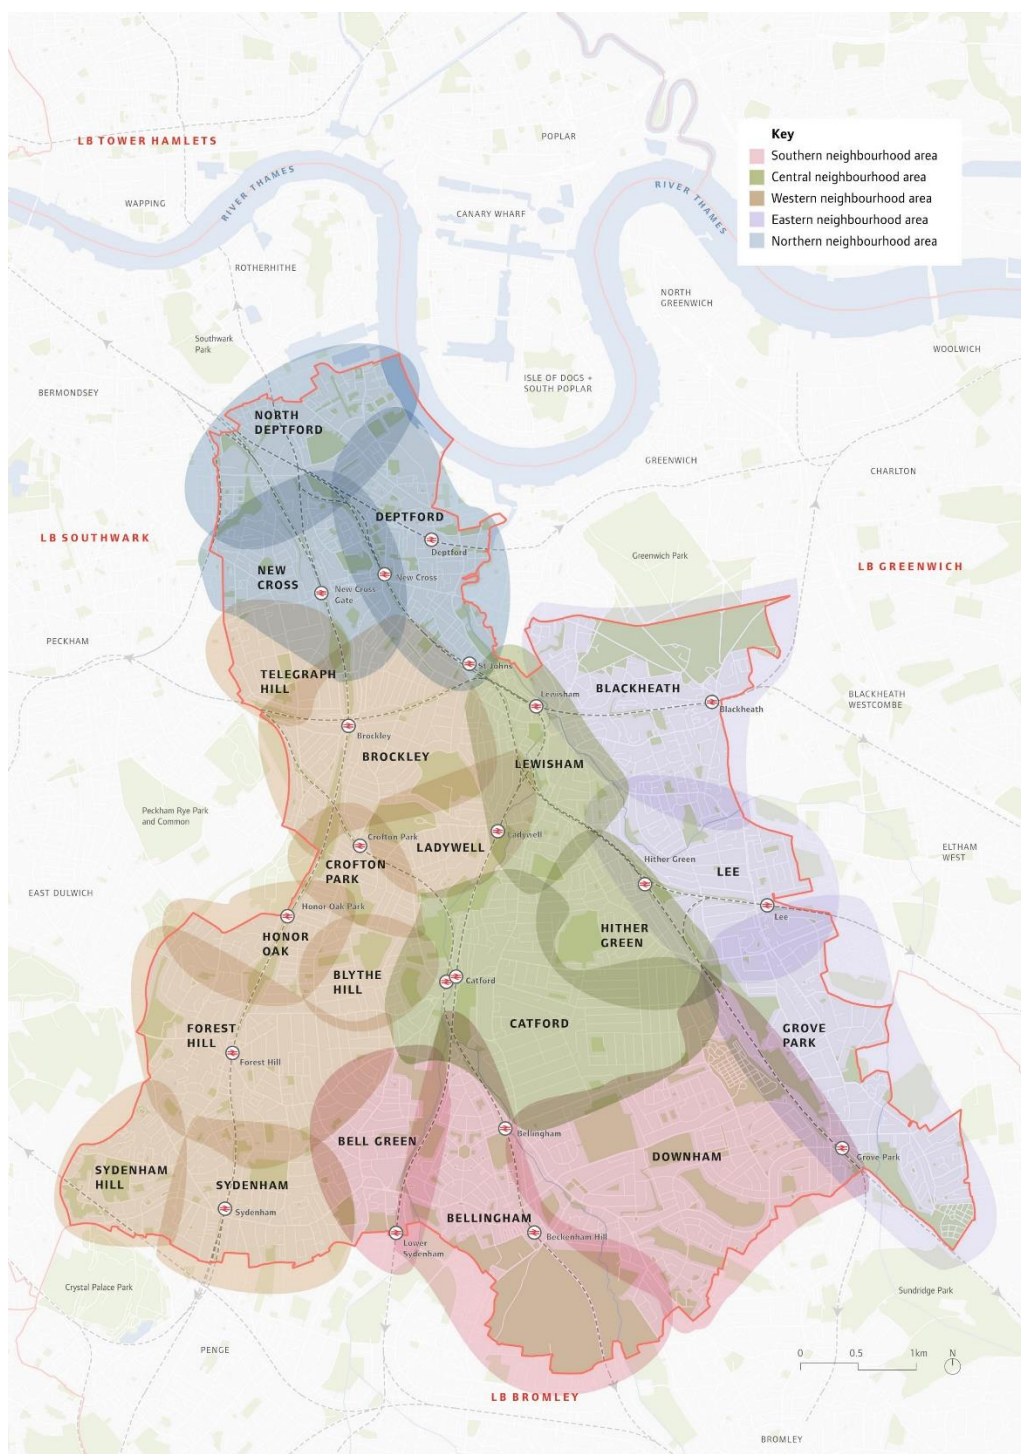 LB TOWER HAMLETS
POPLAR
Key
Southern neighbourhood area
Central neighbourhood area
Western neighbourhood area
Eastern neighbourhood area
Northern neighbourhood area
WAPPING
RIVER THAMES
RIVER THAMES
CANARY WHARF
ROTHERHITHE
NORTH
GREENWICH
Southwark
Park
WOOLWICH
BERMONDSEY
ISLE OF DOGS +
SOUTH POPLAR
NORTH
DEPTFORD
GREENWICH
CHARLTON
DEPTFORD
LB SOUTHWARK
Deptford
Greenwich Park
LB GREENWICH
NEW
CROSS
New Cross
New Cross
Gate
PECKHAM
TELEGRAPH
HILL
St Johns
BLACKHEATH
Lewisham
Blackheath
BLACKHEATH
WESTCOMBE
Brockley
BROCKLEY
LEWISHAM
Peckham Rye Park
and Common
Crofton Park
Ladywell
LADYWELL
CROFTON
PARK
Hither Green
ELTHAM
WEST
LEE
EAST DULWICH
Honor Oak Park
Lee
HONOR
OAK
HITHER
GREEN
BLYTHE
HILL
Catford
CATFORD
FOREST
HILL
GROVE
PARK
Forest Hill
Bellingham
BELL GREEN
DOWNHAM
Grove Park
SYDENHAM
HILL
SYDENHAM
Sydenham
BELLINGHAM
Beckenham Hill
Lower
Sydenham
Crystal Palace Park
Sundridge Park
PENGE
0 0.5 1km N
LB BROMLEY
BROMLEY